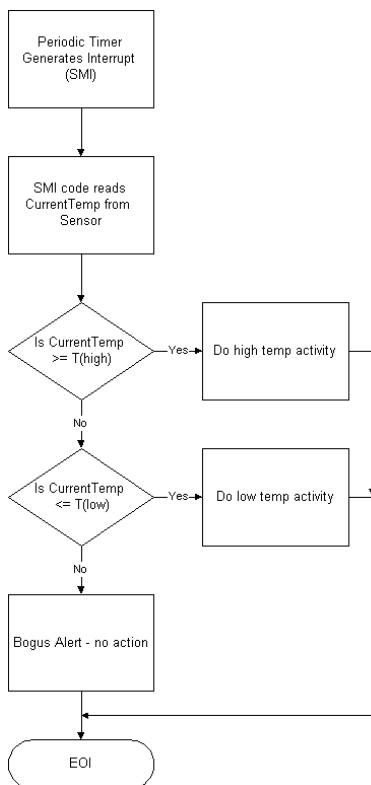 Periodic Timer
Generates Interrupt
(SMI)
SMI code reads
CurrentTemp from
Sensor
Is CurrentTemp
>= T(high)
Yes
Do high temp activity
No
Is CurrentTemp
<= T(low)
Yes
Do low temp activity
No
Bogus Alert - no action
EOI